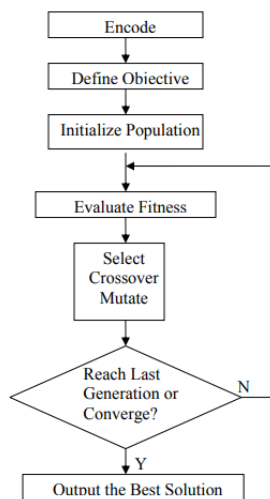 Encode
Define Objective
Initialize Population
Evaluate Fitness
Select
Crossover
Mutate
Reach Last
Generation or
Converge?
N
Y
Output the Best Solution